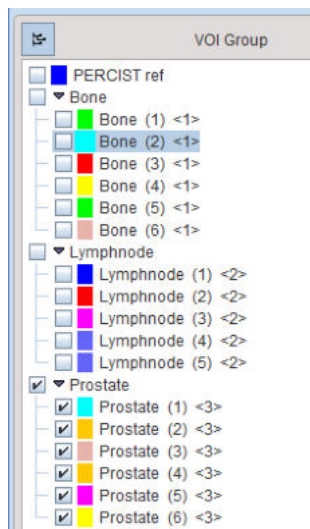 VOI Group
PERCIST ref
Bone
Bone (1) <1>
Bone (2) <1>
Bone (3) <1>
Bone (4) <1>
Bone (5) <1>
Bone (6) <1>
Lymphnode
Lymphnode (1) <2>
Lymphnode (2) <2>
Lymphnode (3) <2>
Lymphnode (4) <2>
Lymphnode (5) <2>
Prostate
Prostate (1) <3>
Prostate (2) <3>
Prostate (3) <3>
Prostate (4) <3>
Prostate (5) <3>
Prostate (6) <3>